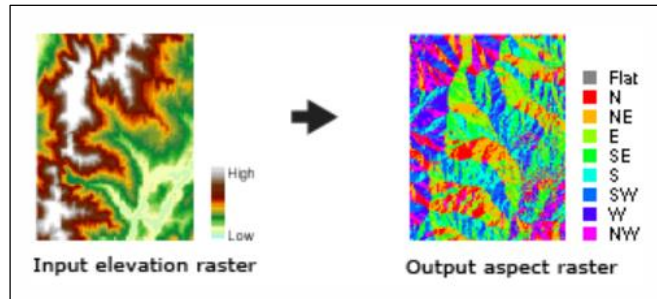 High
Low
Input elevation raster
Flat
N
NE
E
SE
S
SW
W
NW
Output aspect raster